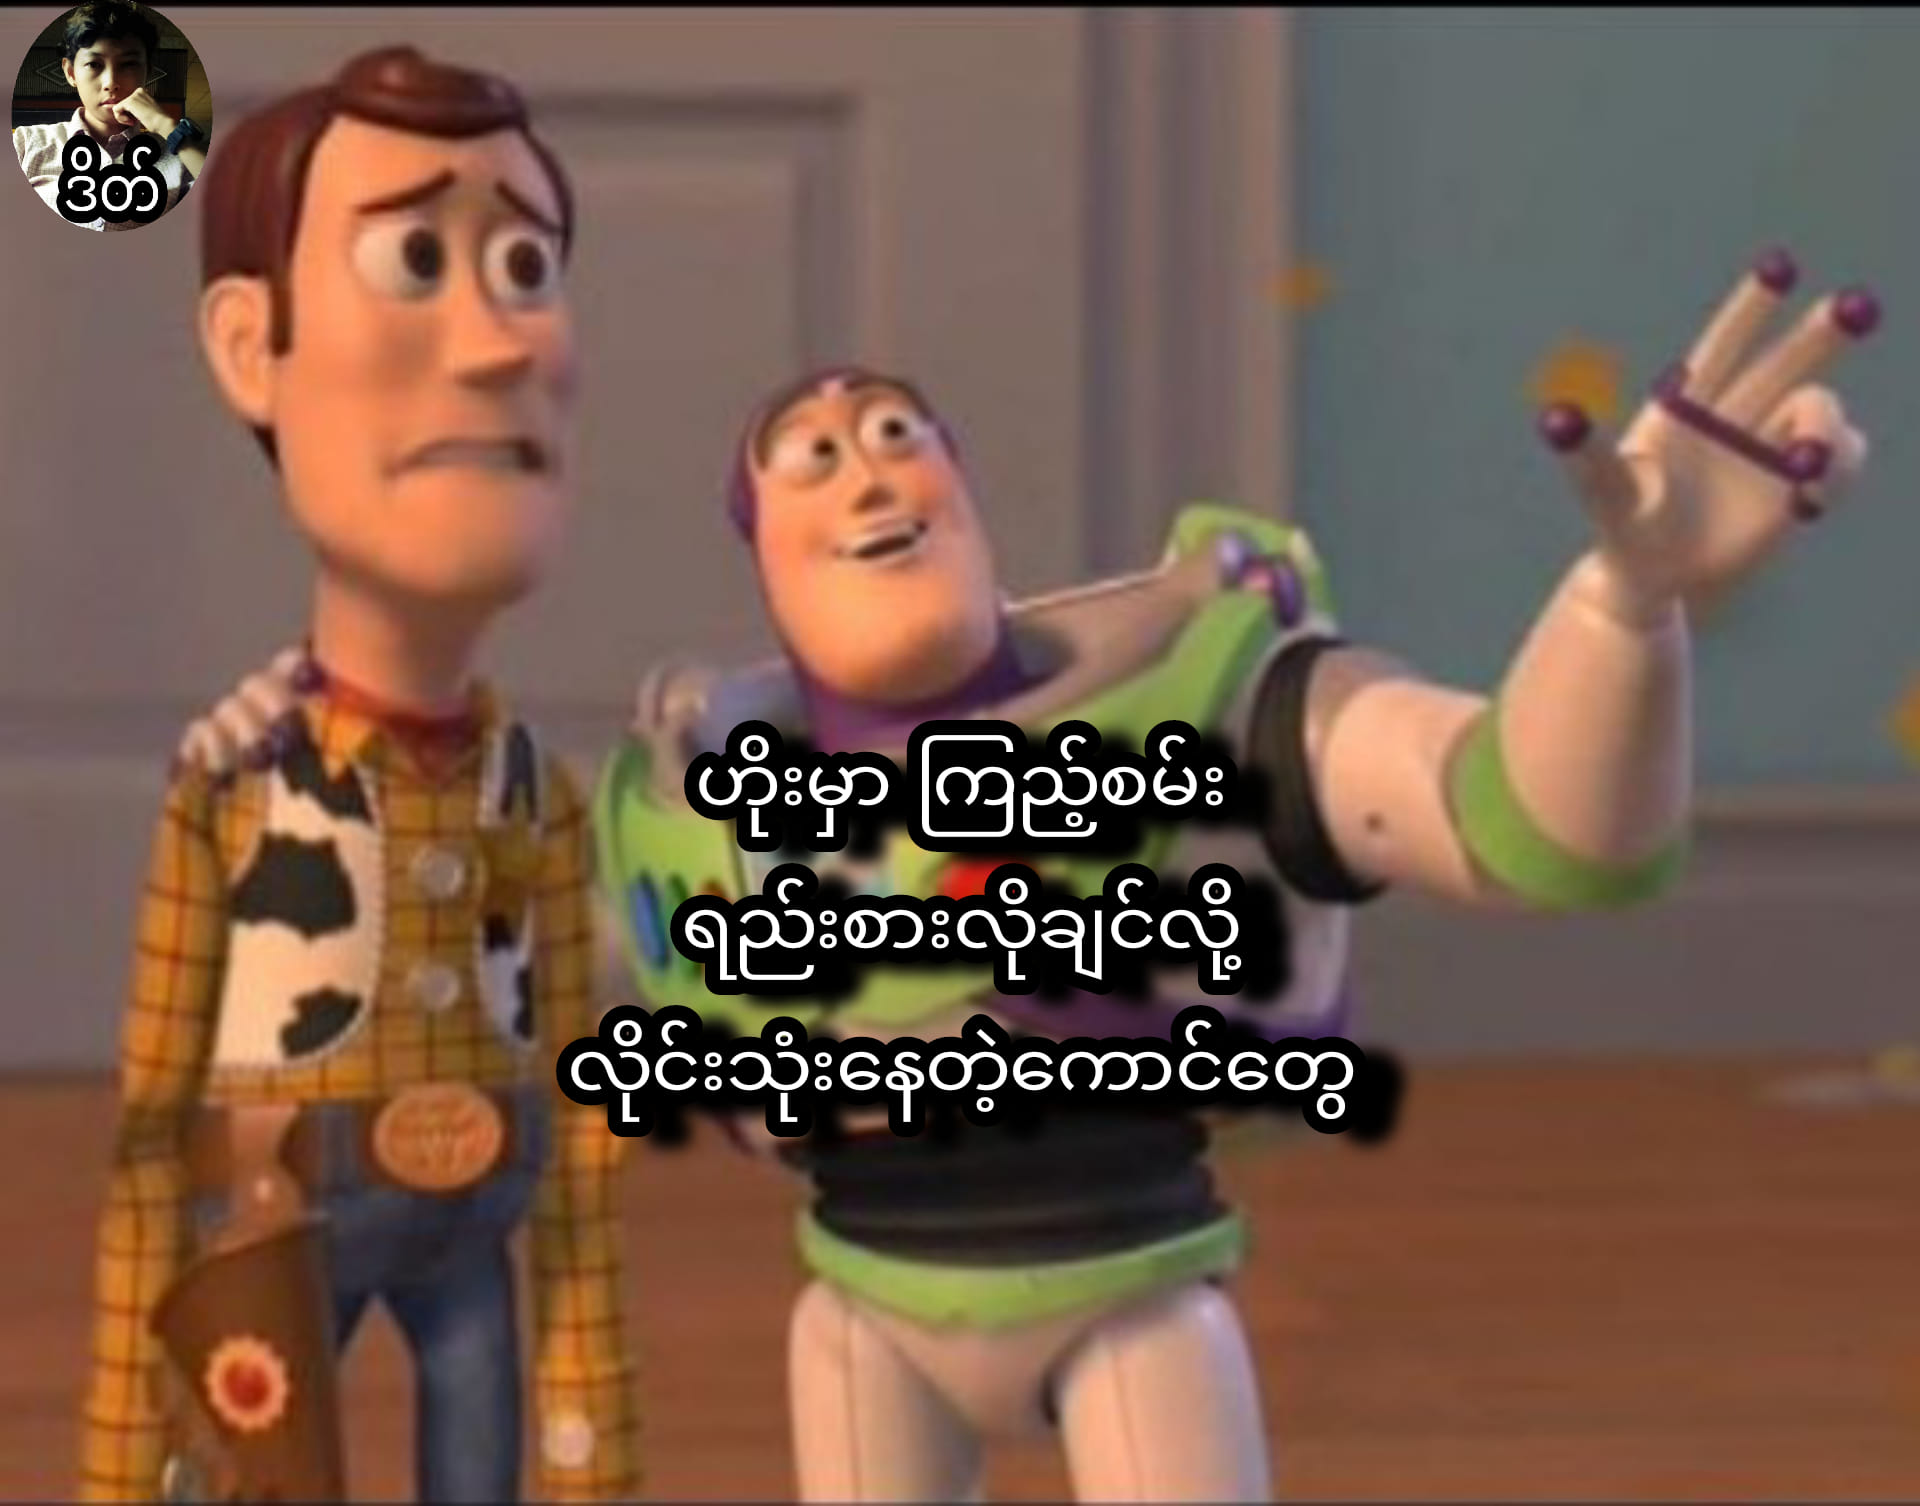 ဒိတ်
ဟိုးမှာ ကြည့်စမ်း
ရည်းစားလိုချင်လို့
လိုင်းသုံးနေတဲ့ကောင်တွေ